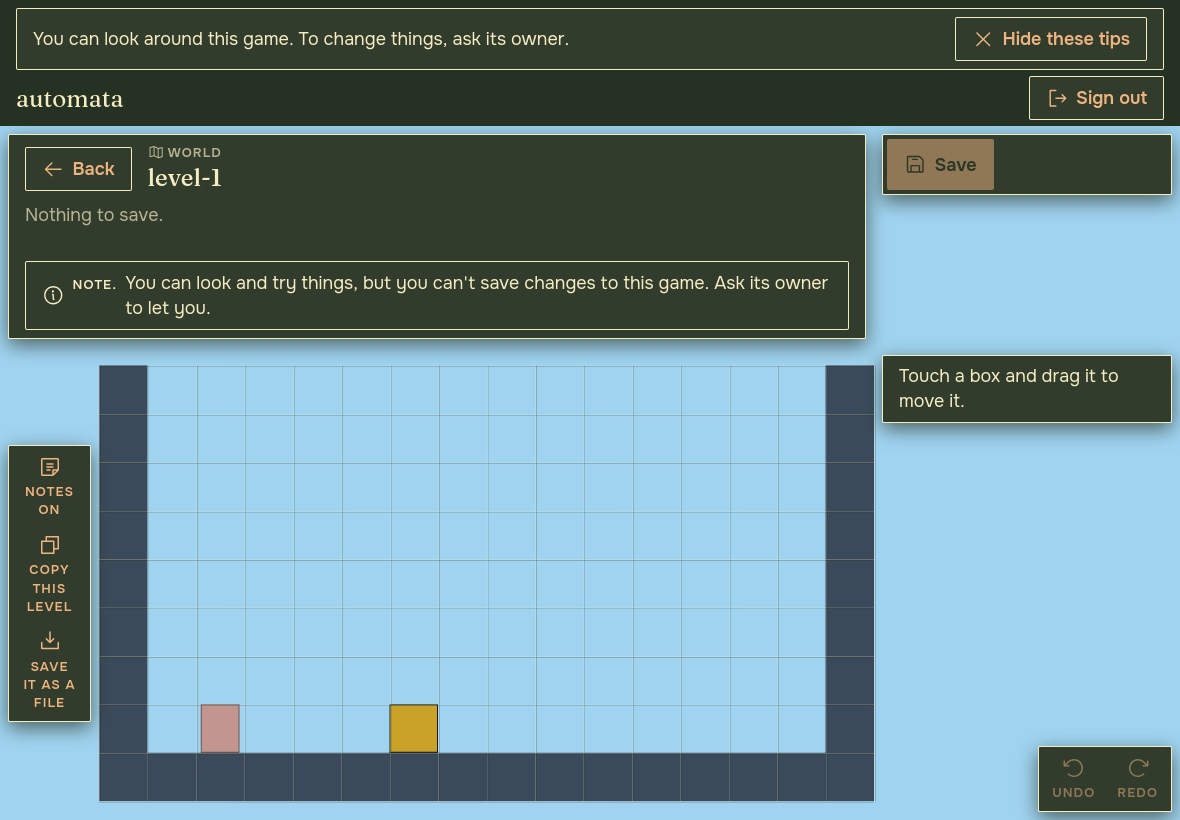 You can look around this game. To change things, ask its owner.
Hide these tips
automata
Sign out
Back
WORLD
level-1
Save
Nothing to save.
NOTE. You can look and try things, but you can't save changes to this game. Ask its owner
to let you.
Touch a box and drag it to
move it.
NOTES
ON
COPY
THIS
LEVEL
SAVE
IT AS A
FILE
UNDO
REDO